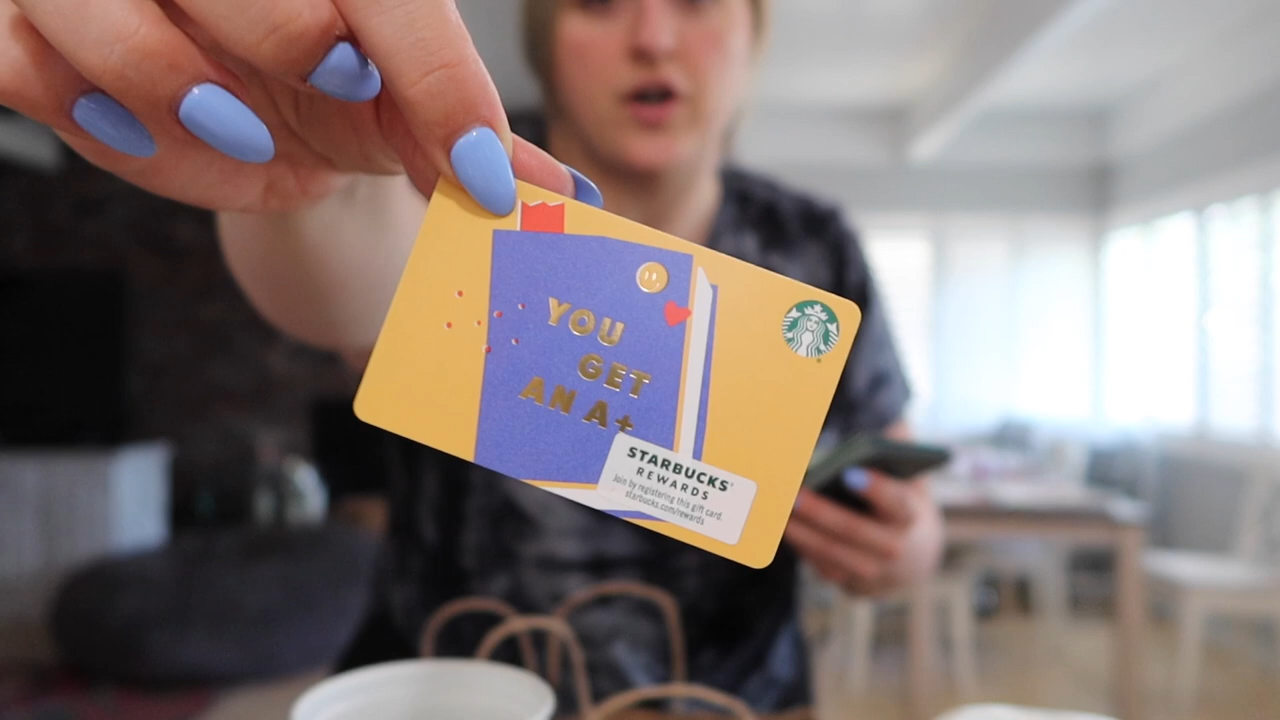 YOU
GET
AN A+
STARBUCKS®
REWARDS
Join by registering this gift card.
starbucks.com/rewards